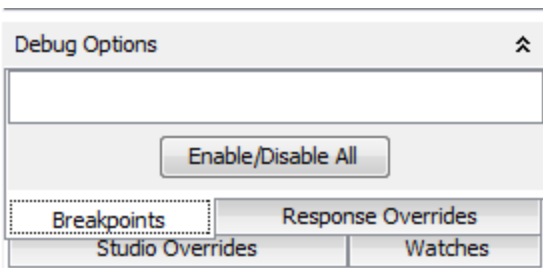 Debug Options
Enable/Disable All
Breakpoints Response Overrides
Studio Overrides Watches